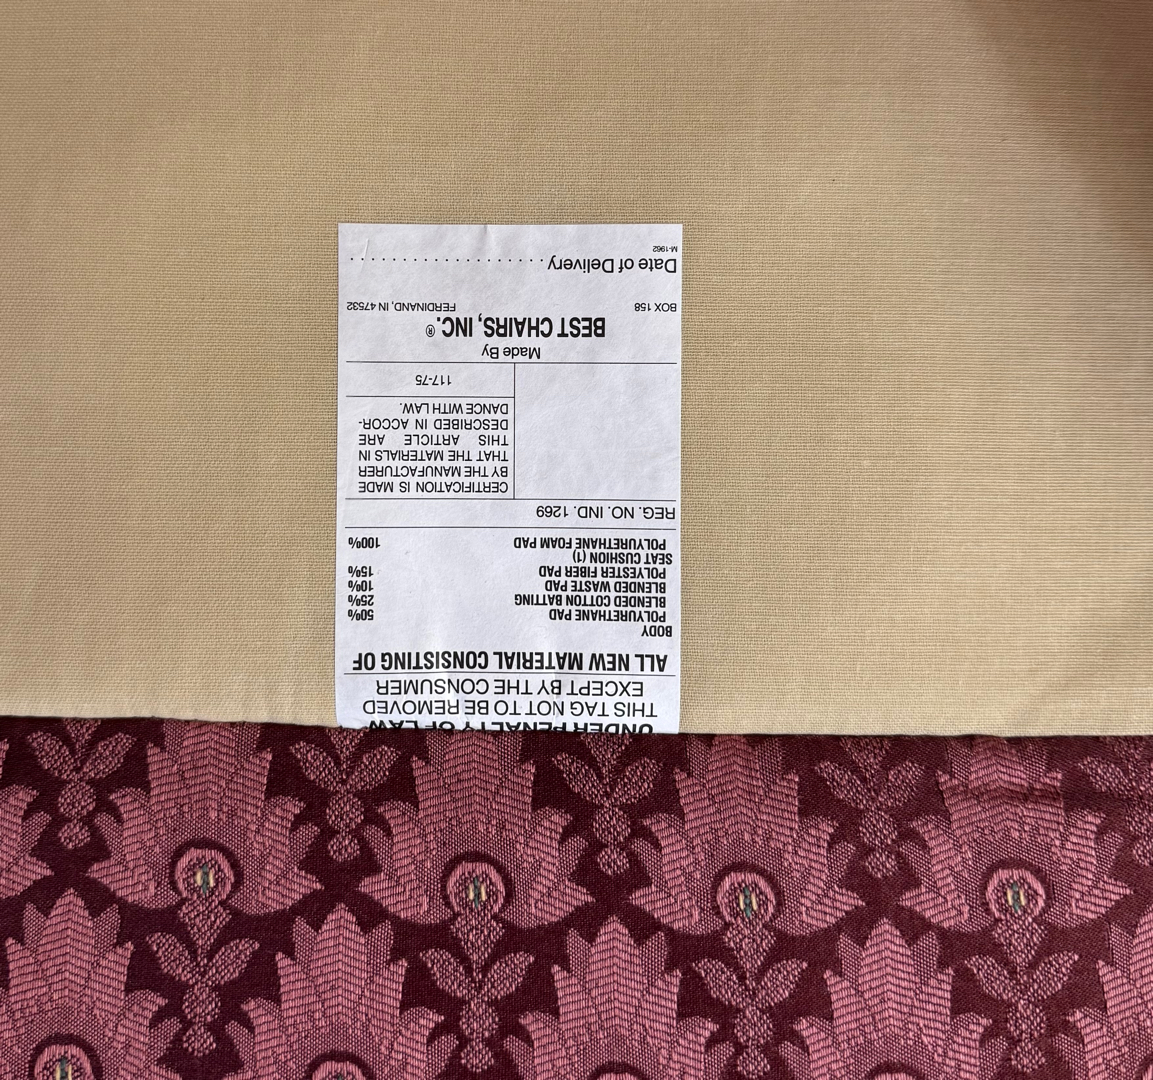 UNDER PENALTY OF LAW
THIS TAG NOT TO BE REMOVED
EXCEPT BY THE CONSUMER
ALL NEW MATERIAL CONSISTING OF
BODY
POLYURETHANE PAD 50%
BLENDED COTTON BATTING 25%
BLENDED WASTE PAD 10%
POLYESTER FIBER PAD 15%
SEAT CUSHION (1)
POLYURETHANE FOAM PAD 100%
REG. NO. IND. 1269
CERTIFICATION IS MADE
BY THE MANUFACTURER
THAT THE MATERIALS IN
THIS ARTICLE ARE
DESCRIBED IN ACCOR-
DANCE WITH LAW.
117-75
Made By
BEST CHAIRS, INC.®
BOX 158 FERDINAND, IN 47532
Date of Delivery . . . . . . . . . . . . . . . . . . . .
M-1962